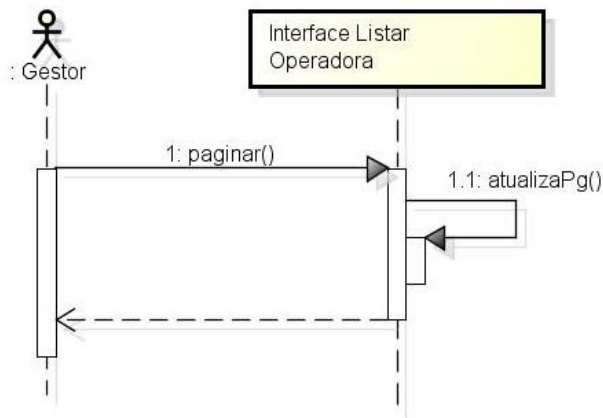 : Gestor
Interface Listar
Operadora
1: paginar()
1.1: atualizaPg()